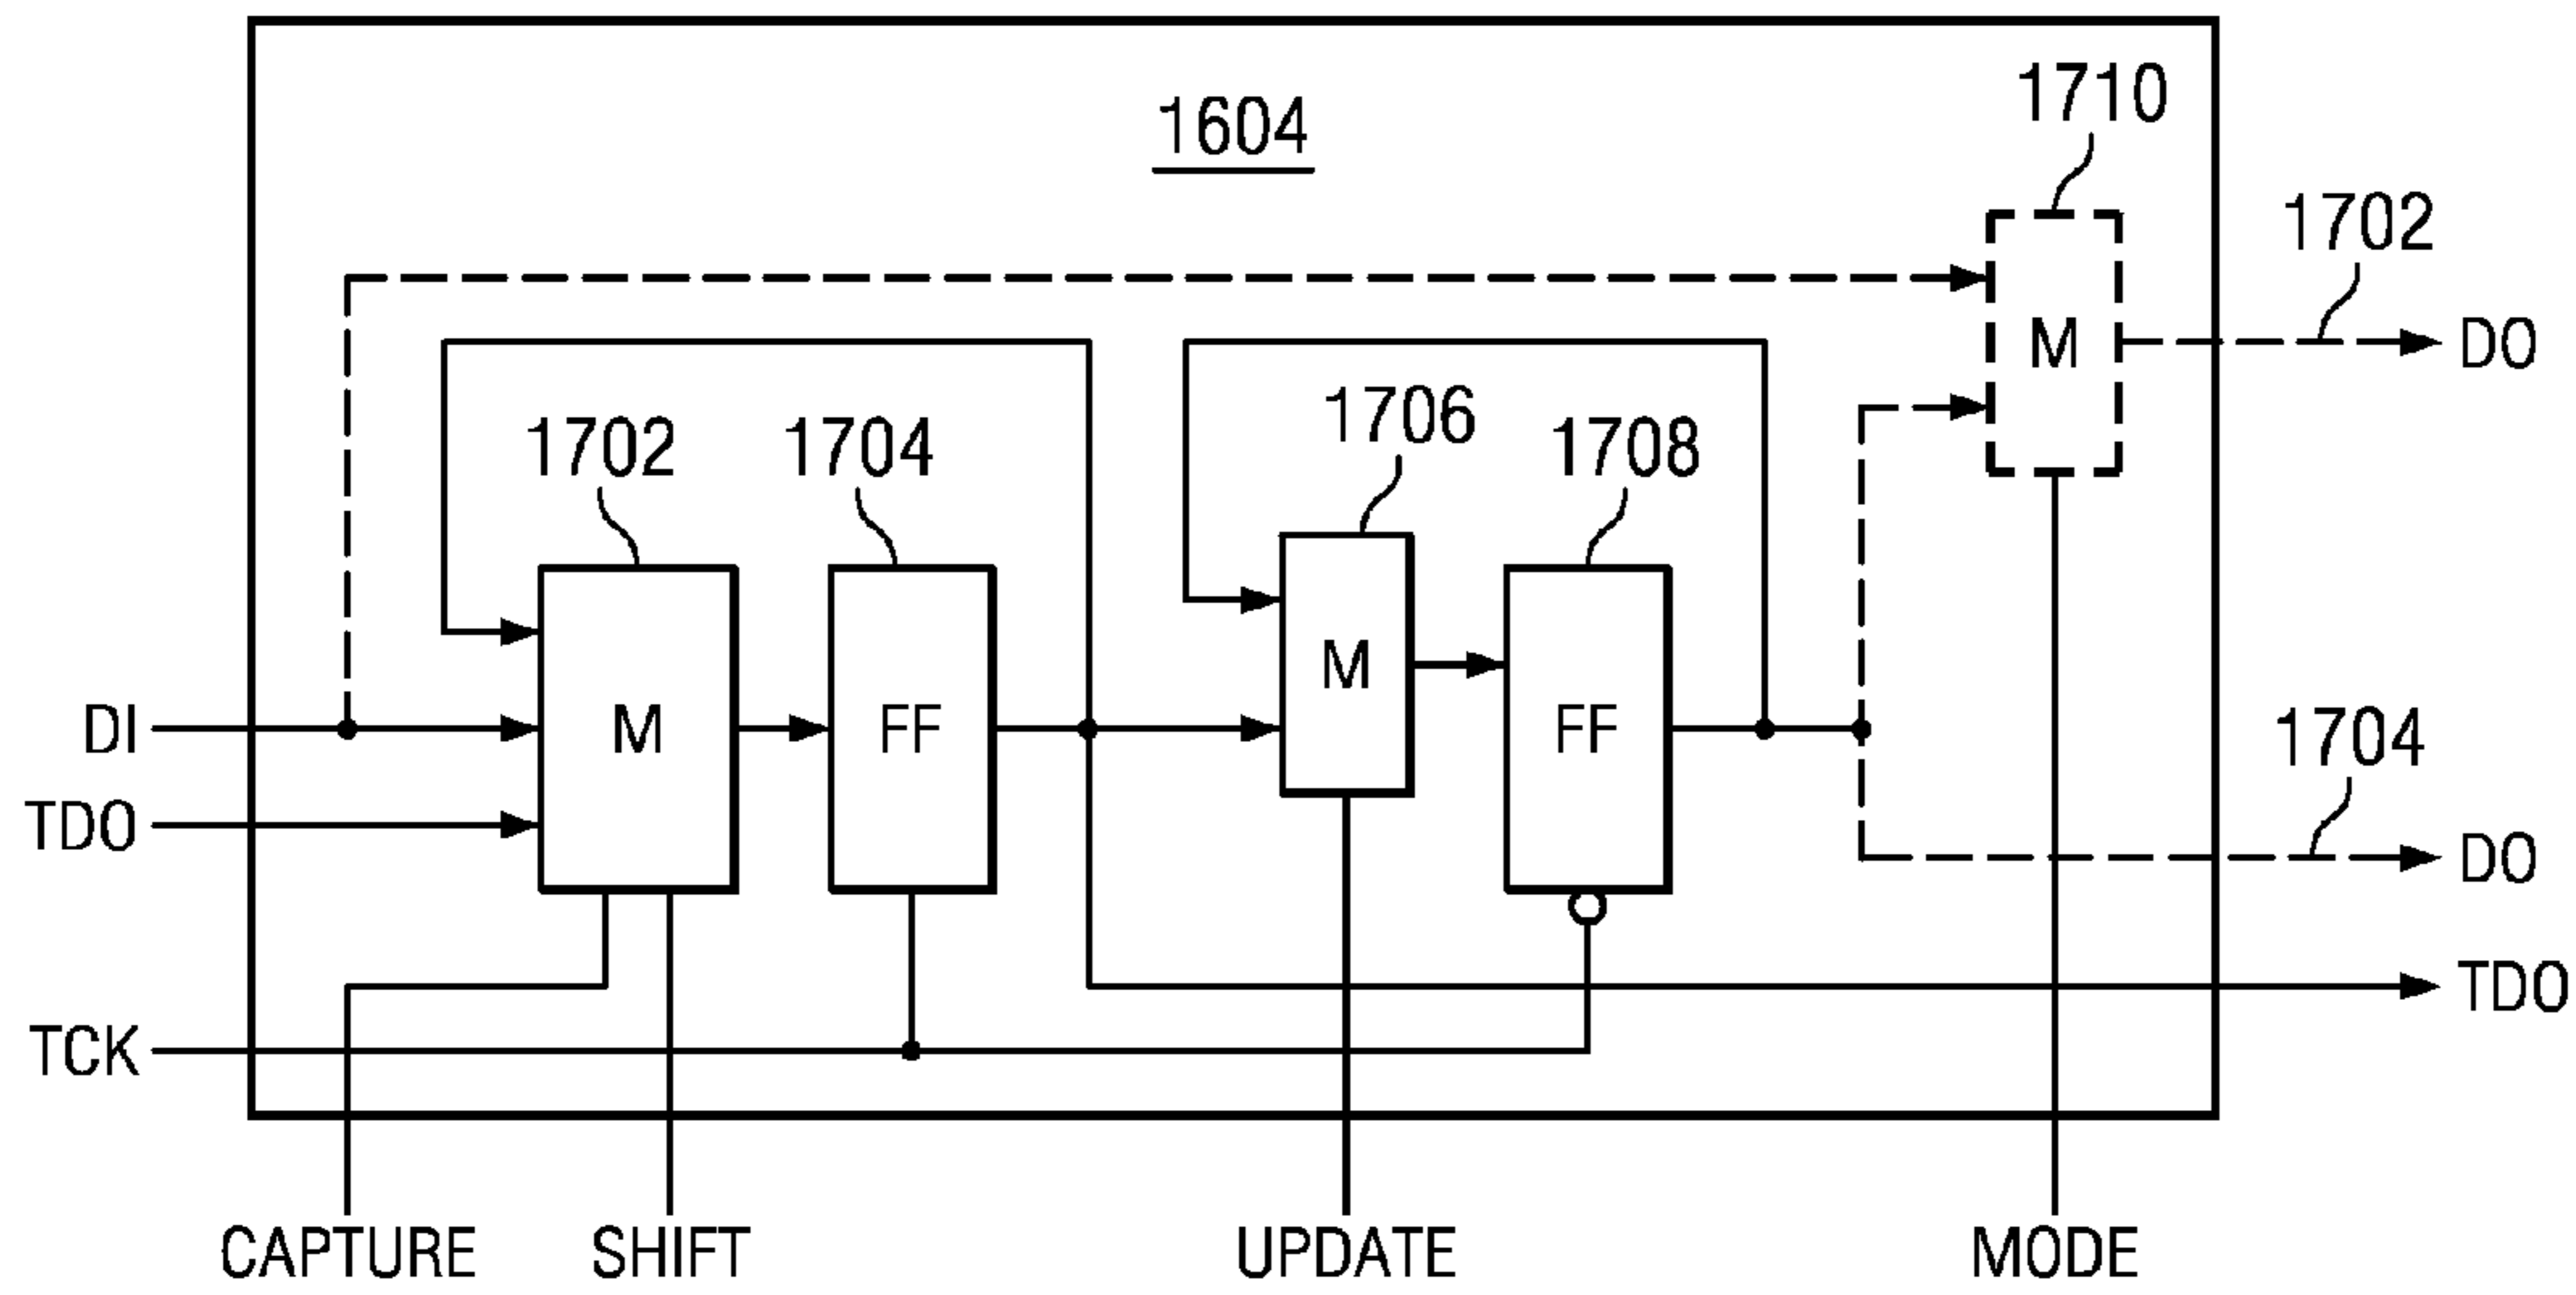 1604
1710
1702
DO
M
1702
1704
1706
1708
M
FF
M
FF
DI
TDO
1704
DO
TDO
TCK
CAPTURE
SHIFT
UPDATE
MODE